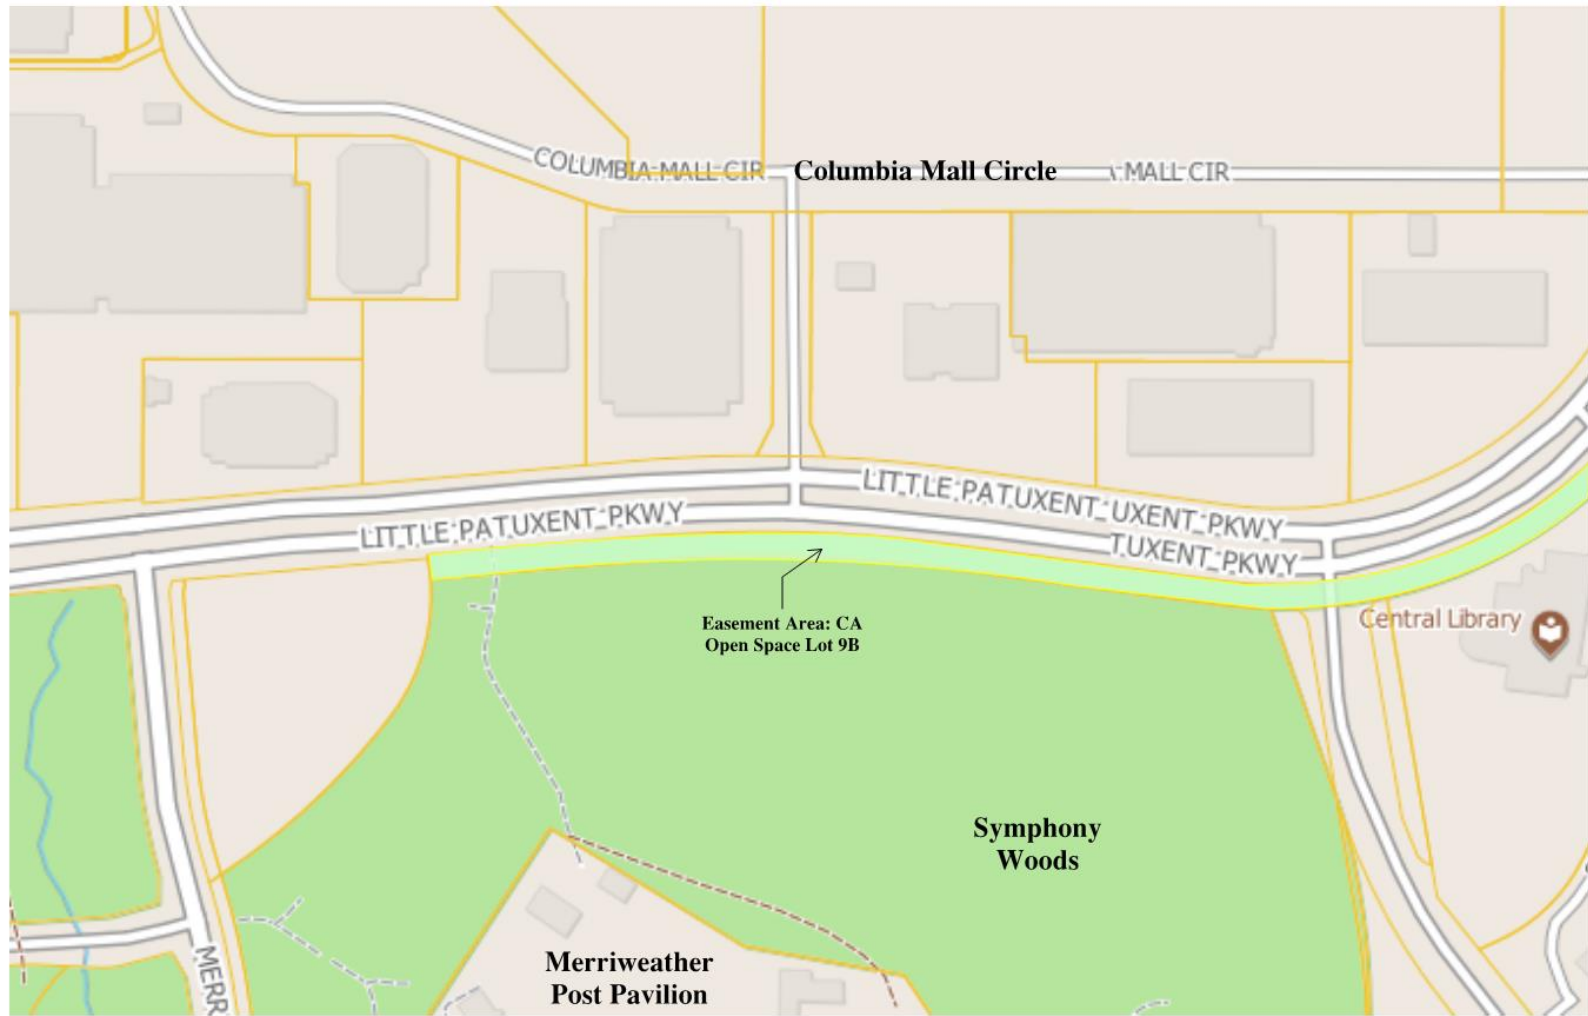 COLUMBIA MALL CIR
Columbia Mall Circle
MALL CIR
LITTLE PATUXENT PKWY
UXENT PKWY
LITTLE PATUXENT PKWY
TUXENT PKWY
Easement Area: CA
Open Space Lot 9B
Central Library
Symphony
Woods
Merriweather
Post Pavilion
MERR